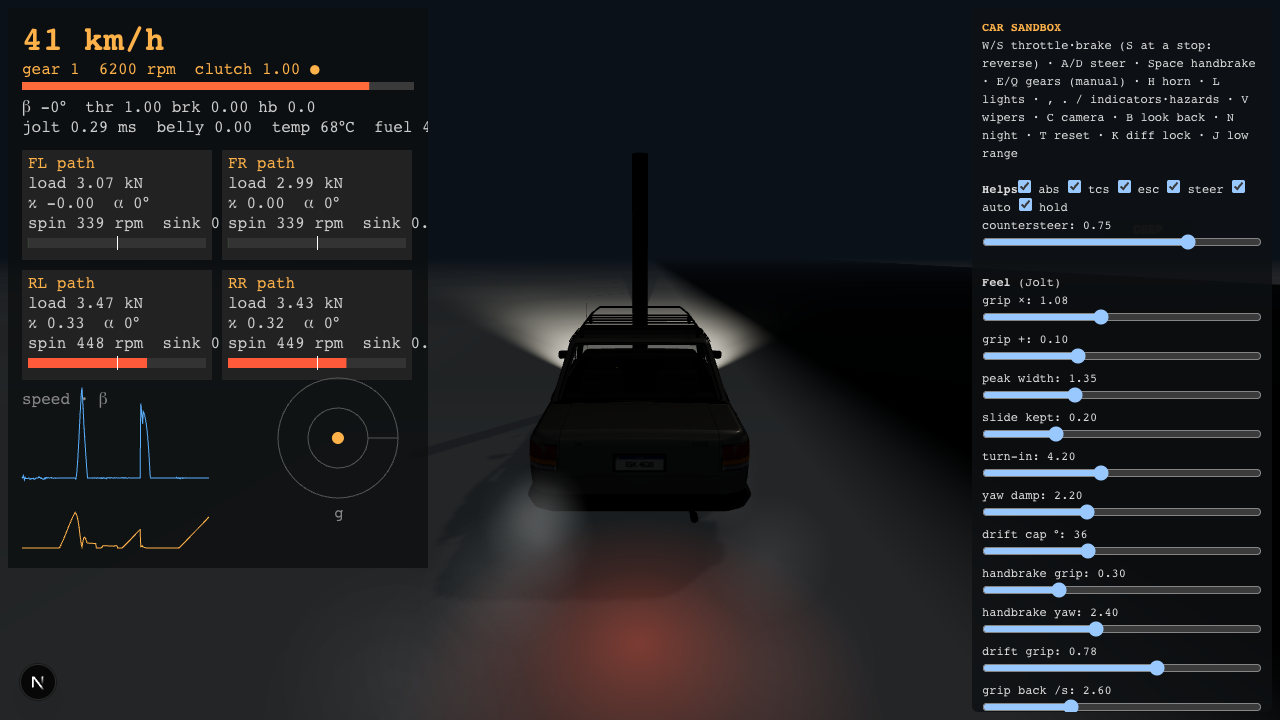 41 km/h
gear 1 6200 rpm clutch 1.00
β -0° thr 1.00 brk 0.00 hb 0.0
jolt 0.29 ms belly 0.00 temp 68°C fuel 4
FL path
load 3.07 kN
ϰ -0.00 α 0°
spin 339 rpm sink 0
FR path
load 2.99 kN
ϰ 0.00 α 0°
spin 339 rpm sink 0.
RL path
load 3.47 kN
ϰ 0.33 α 0°
spin 448 rpm sink 0
RR path
load 3.43 kN
ϰ 0.32 α 0°
spin 449 rpm sink 0.
speed · β
g
N
CAR SANDBOX
W/S throttle·brake (S at a stop:
reverse) · A/D steer · Space handbrake
· E/Q gears (manual) · H horn · L
lights · , . / indicators·hazards · V
wipers · C camera · B look back · N
night · T reset · K diff lock · J low
range
Helps abs tcs esc steer
auto hold
countersteer: 0.75
Feel (Jolt)
grip ×: 1.08
grip +: 0.10
peak width: 1.35
slide kept: 0.20
turn-in: 4.20
yaw damp: 2.20
drift cap °: 36
handbrake grip: 0.30
handbrake yaw: 2.40
drift grip: 0.78
grip back /s: 2.60